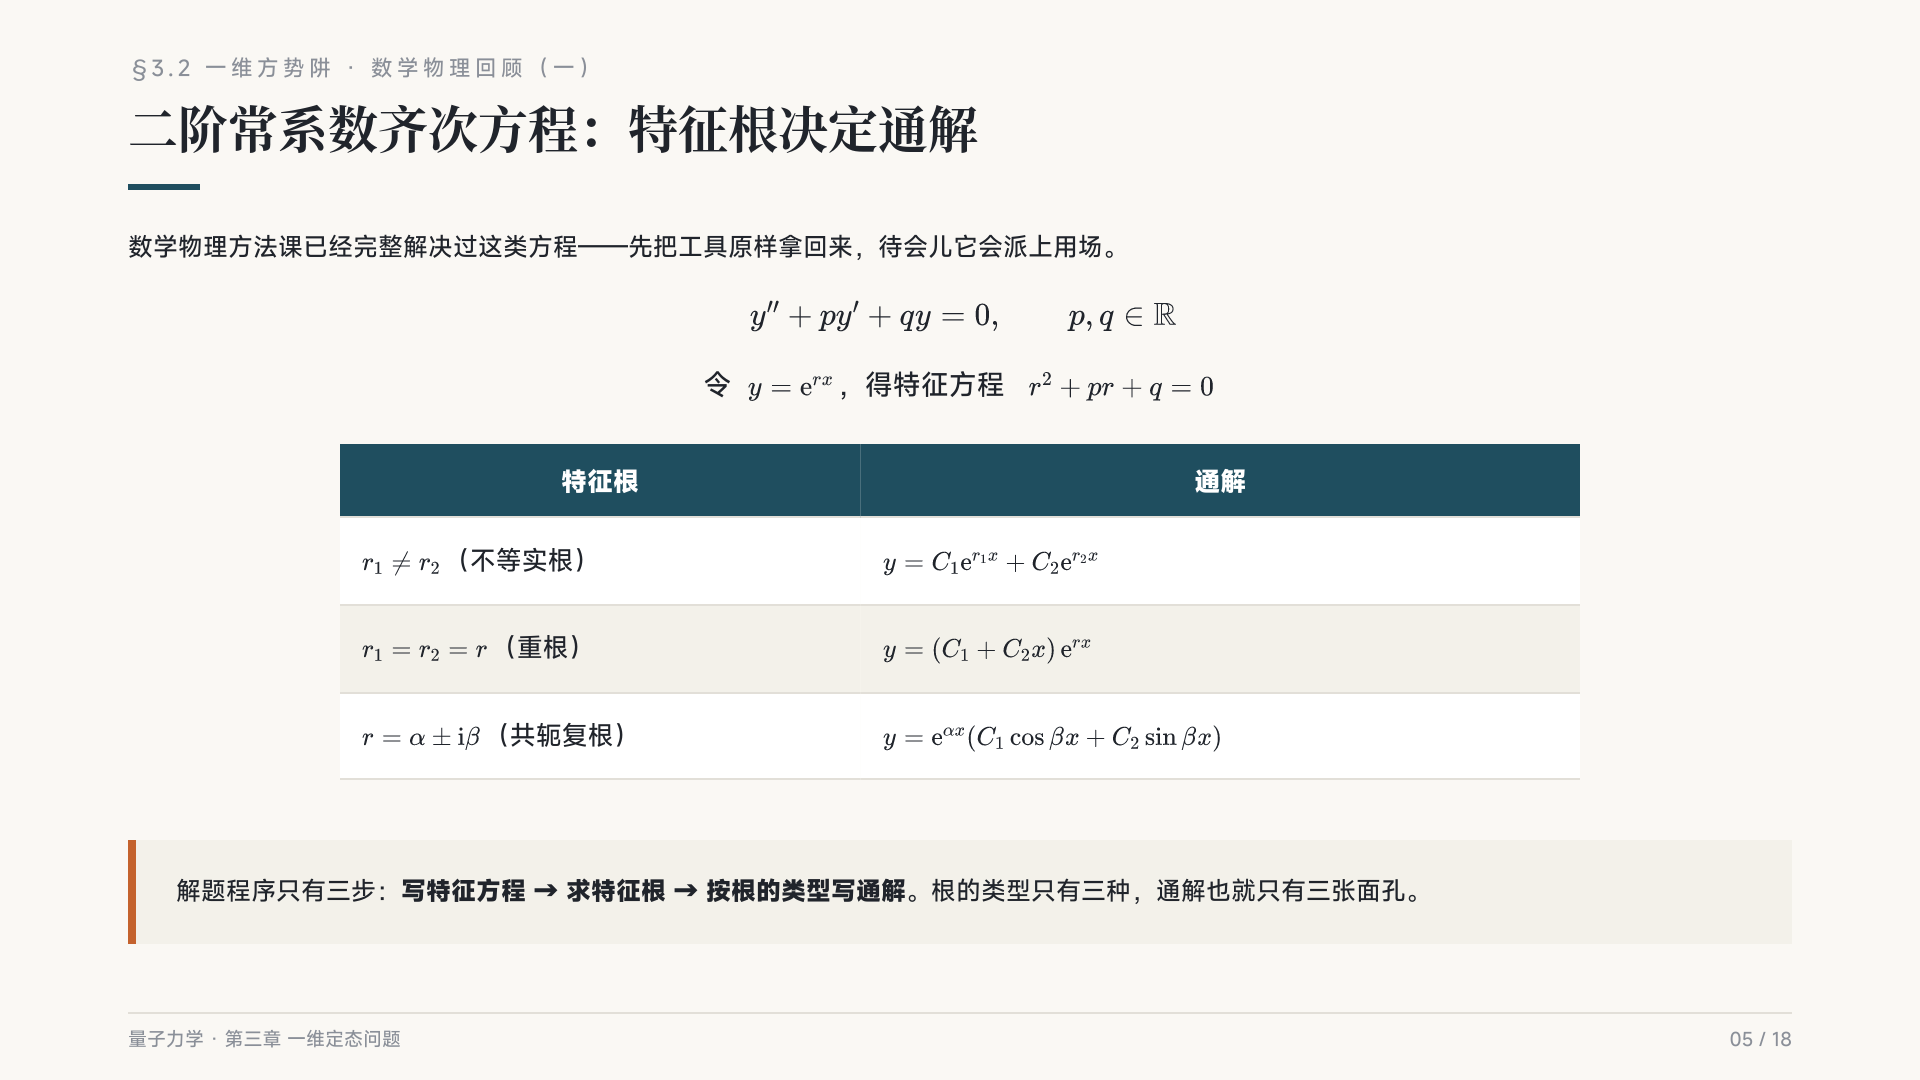 §3.2 一维方势阱 · 数学物理回顾（一）
二阶常系数齐次方程：特征根决定通解
数学物理方法课已经完整解决过这类方程——先把工具原样拿回来，待会儿它会派上用场。
y″ + py′ + qy = 0, p, q ∈ ℝ
令 y = e^{rx}，得特征方程 r² + pr + q = 0
特征根 通解
r₁ ≠ r₂（不等实根） y = C₁e^{r₁x} + C₂e^{r₂x}
r₁ = r₂ = r（重根） y = (C₁ + C₂x) e^{rx}
r = α ± iβ（共轭复根） y = e^{αx}(C₁ cos βx + C₂ sin βx)
解题程序只有三步：写特征方程 → 求特征根 → 按根的类型写通解。根的类型只有三种，通解也就只有三张面孔。
量子力学 · 第三章 一维定态问题 05 / 18